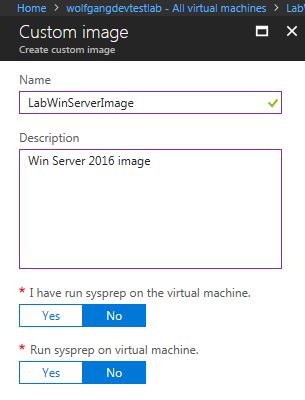 Home > wolfgangdevtestlab - All virtual machines > Lab
Custom image
Create custom image
Name
LabWinServerImage
Description
Win Server 2016 image
* I have run sysprep on the virtual machine.
Yes No
* Run sysprep on virtual machine.
Yes No